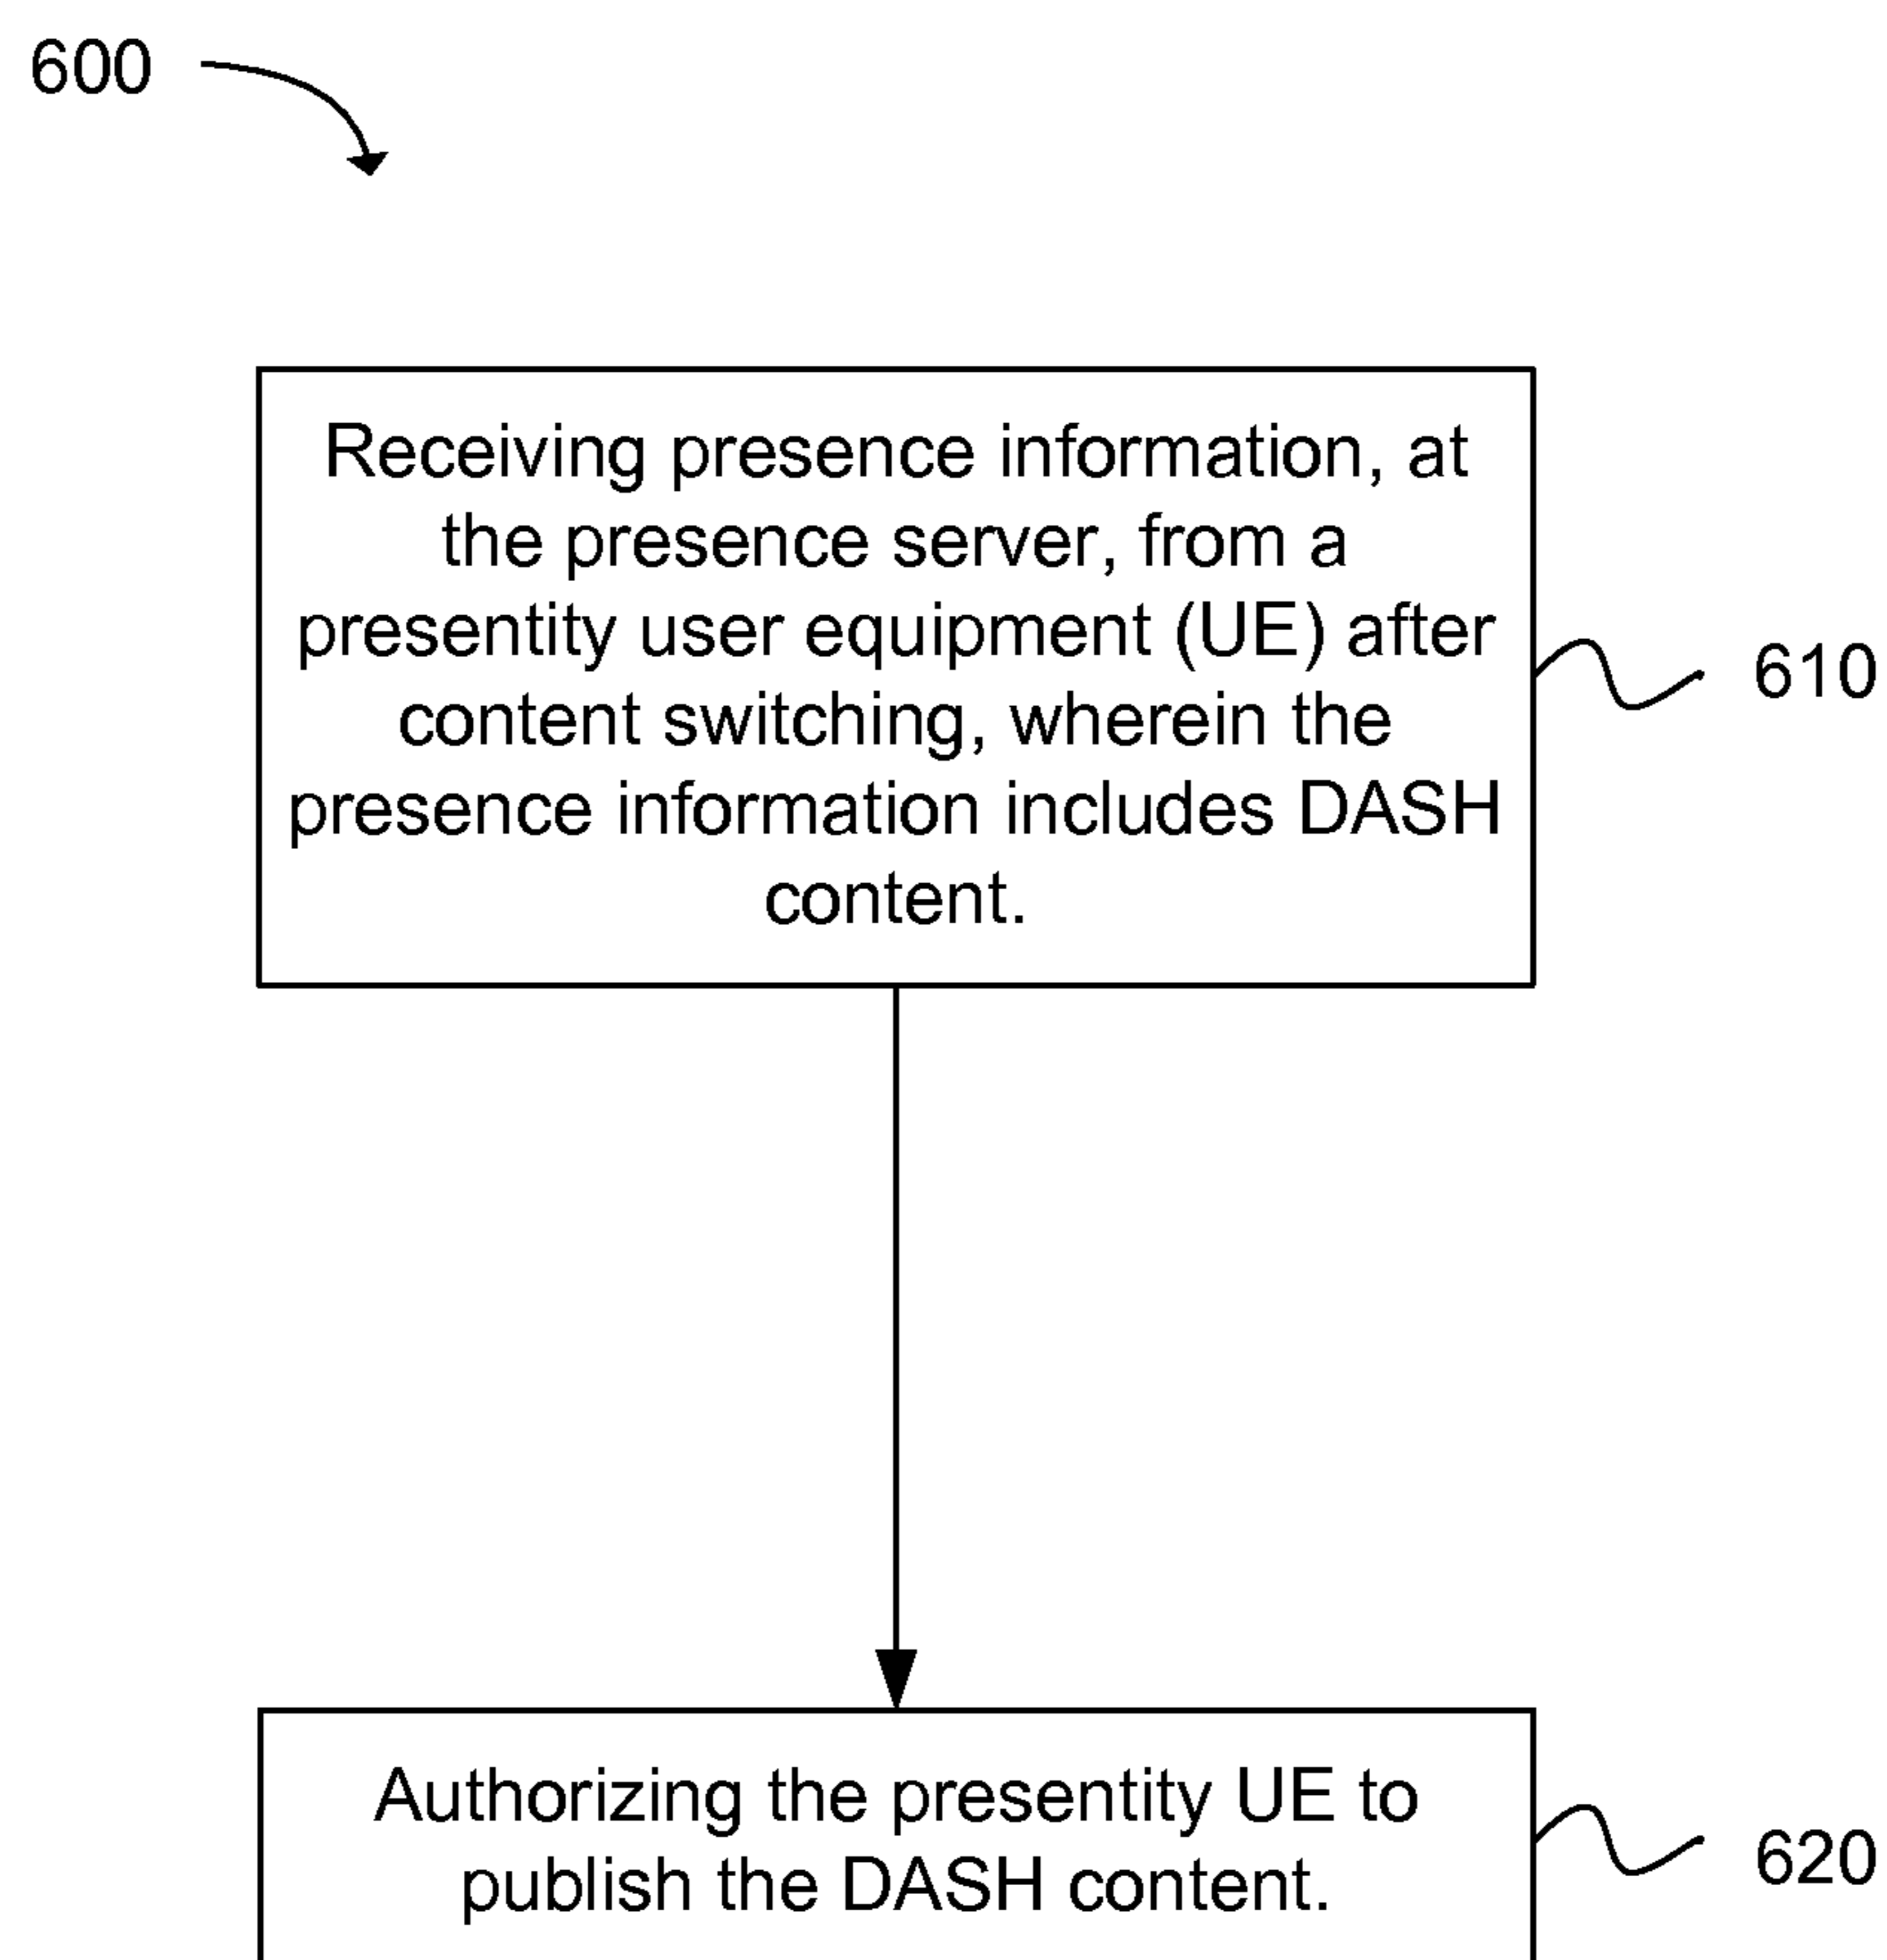 600
Receiving presence information, at
the presence server, from a
presentity user equipment (UE) after
content switching, wherein the
presence information includes DASH
content.
610
Authorizing the presentity UE to
publish the DASH content.
620